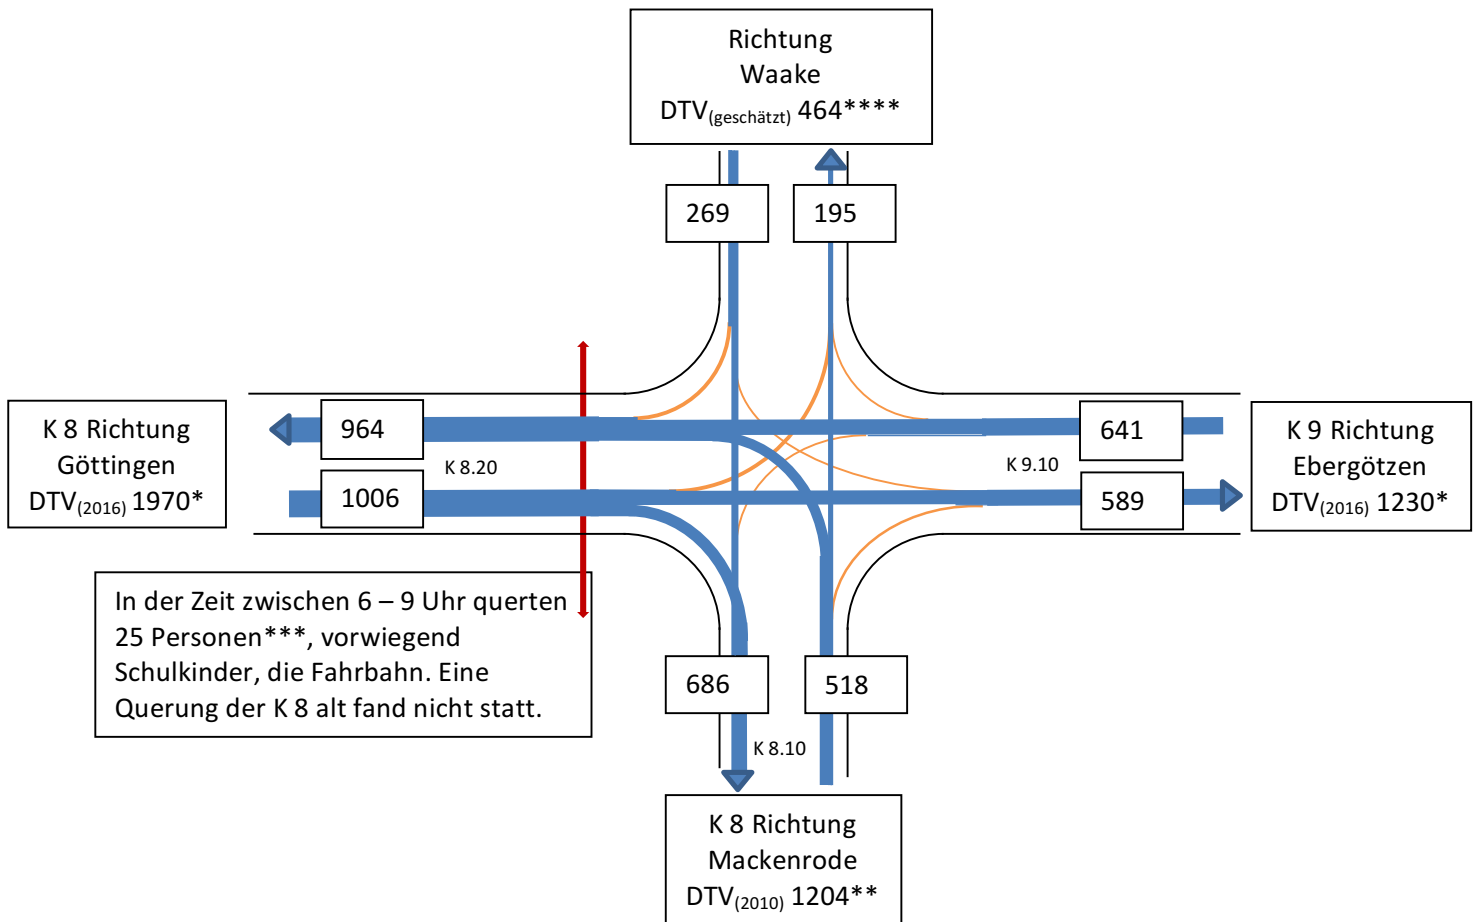 Richtung
Waake
DTV(geschätzt) 464****
269
195
964
1006
K 8.20
K 8 Richtung
Göttingen
DTV(2016) 1970*
641
589
K 9.10
K 9 Richtung
Ebergötzen
DTV(2016) 1230*
In der Zeit zwischen 6 – 9 Uhr querten
25 Personen***, vorwiegend
Schulkinder, die Fahrbahn. Eine
Querung der K 8 alt fand nicht statt.
686
518
K 8.10
K 8 Richtung
Mackenrode
DTV(2010) 1204**